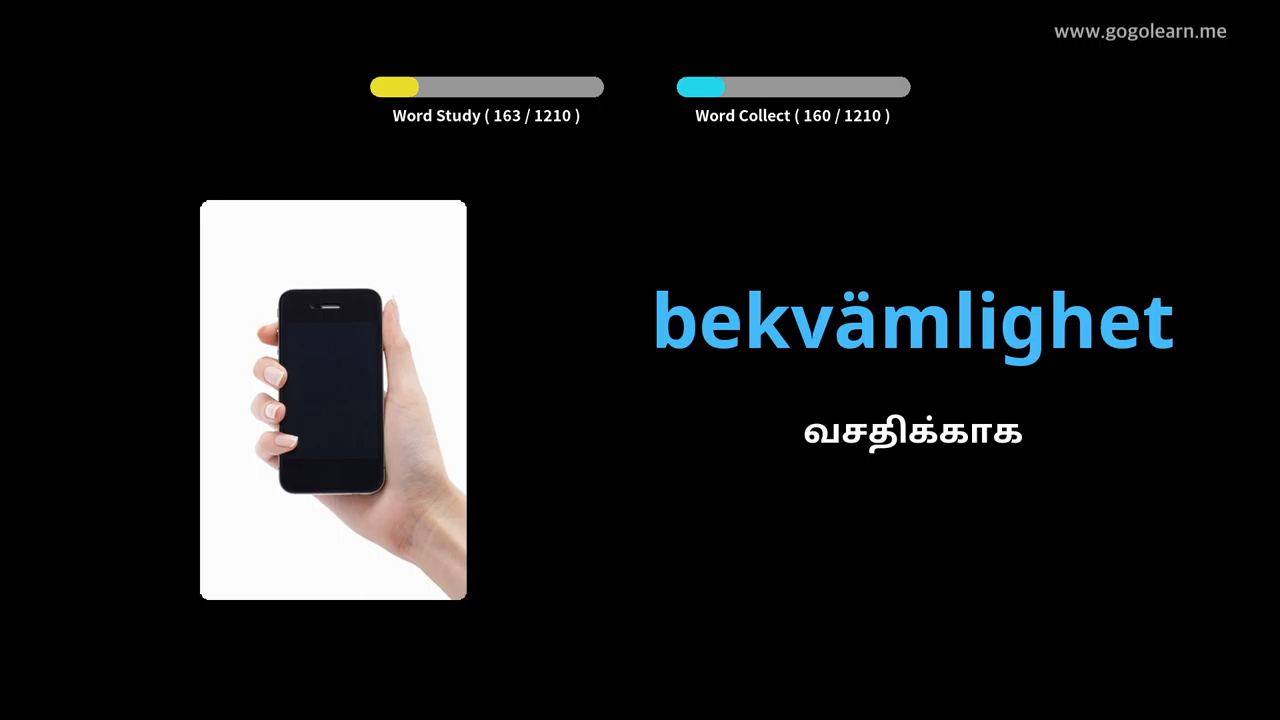 www.gogolearn.me
Word Study ( 163 / 1210 )
Word Collect ( 160 / 1210 )
bekvämlighet
வசதிக்காக